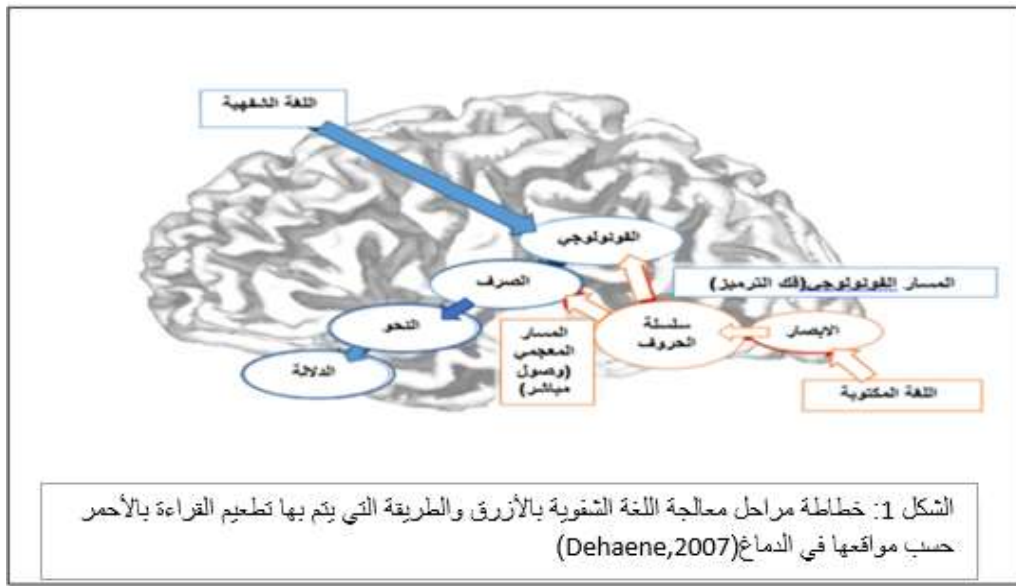 اللغة الشفهية
الفونولوجي
الصرف
المسار الفونولوجي(فك الترميز)
النحو
المسار
المعجمي
(وصول
مباشر)
سلسلة
الحروف
الابصار
الدلالة
اللغة المكتوبة
الشكل 1: خطاطة مراحل معالجة اللغة الشفوية بالأزرق والطريقة التي يتم بها تطعيم القراءة بالأحمر
حسب مواقعها في الدماغ(Dehaene,2007)